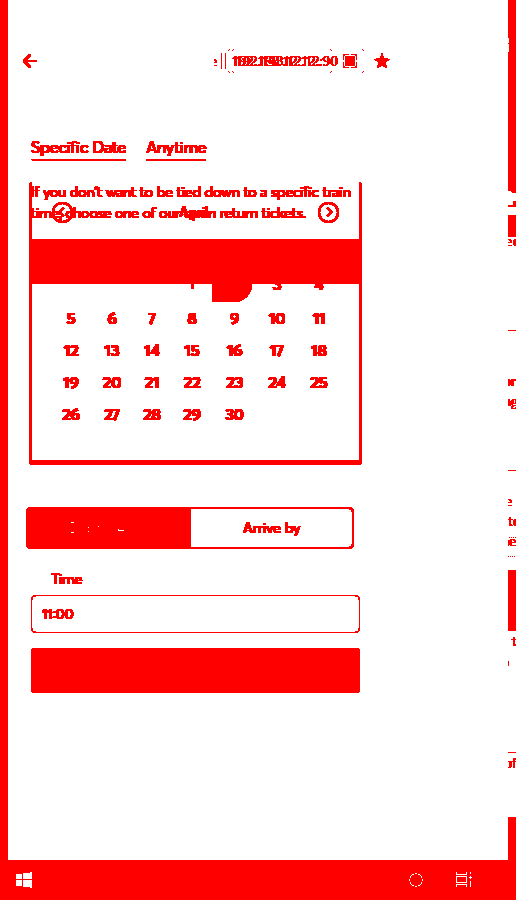 Specific Date Anytime
If you don't want to be tied down to a specific train
time, choose one of our open return tickets.
April
1 3 4
5 6 7 8 9 10 11
12 13 14 15 16 17 18
19 20 21 22 23 24 25
26 27 28 29 30
Arrive by
Time
11:00